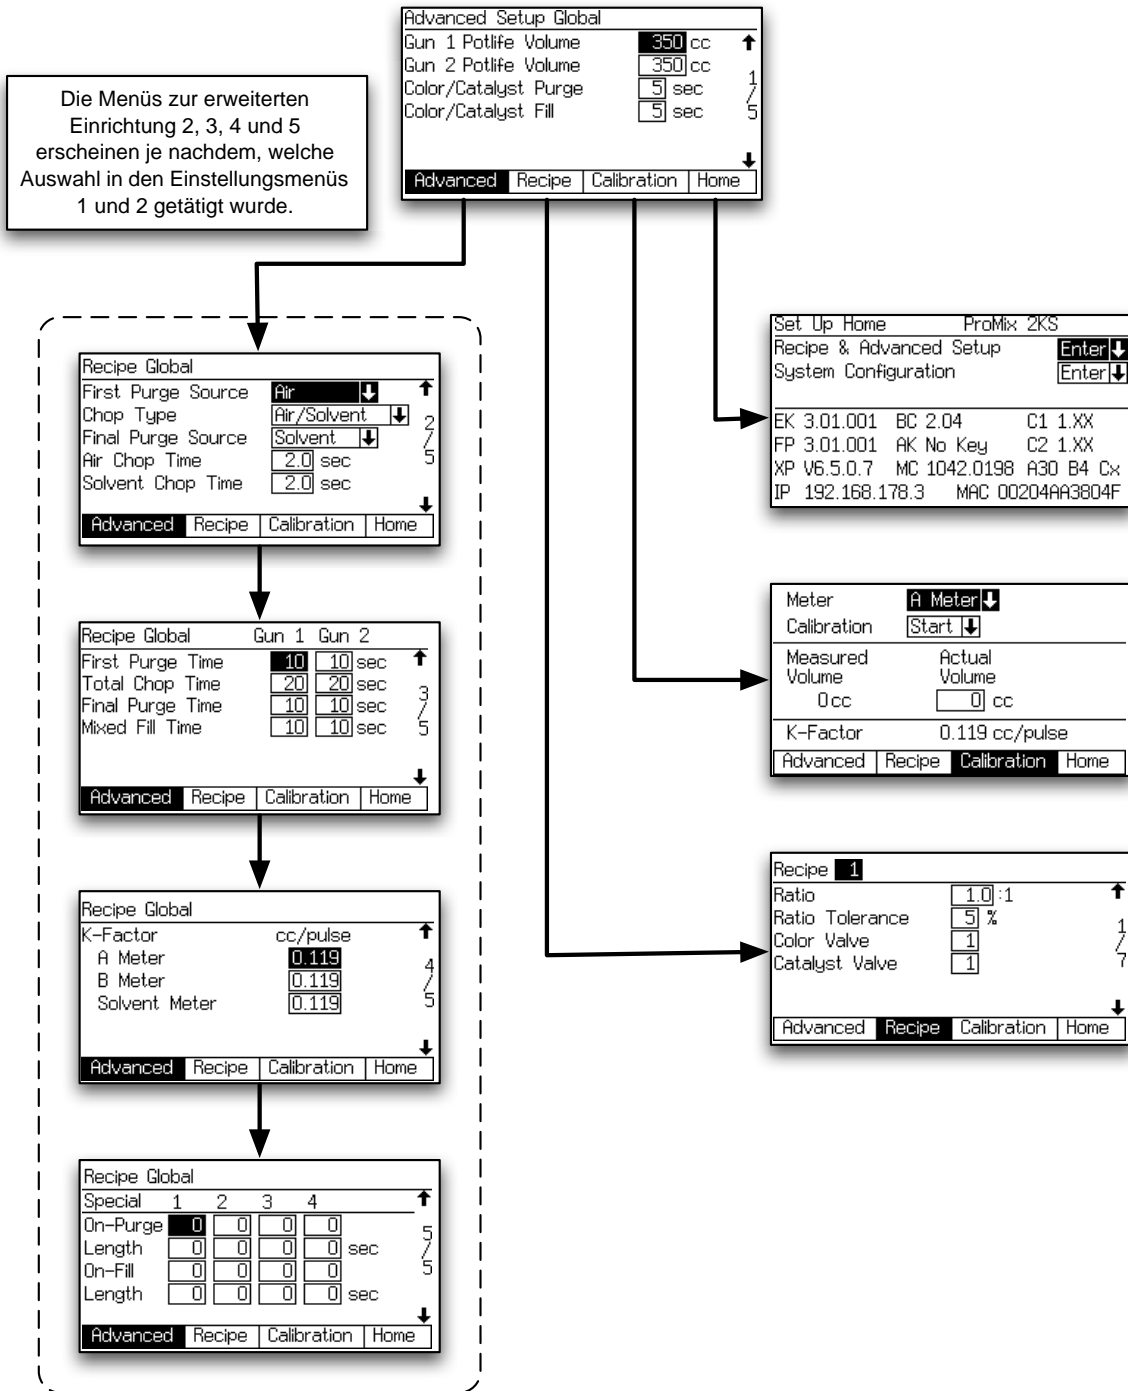 Advanced Setup Global
Gun 1 Potlife Volume 350 cc
Gun 2 Potlife Volume 350 cc
Color/Catalyst Purge 5 sec
Color/Catalyst Fill 5 sec
1/5
Advanced Recipe Calibration Home
Die Menüs zur erweiterten
Einrichtung 2, 3, 4 und 5
erscheinen je nachdem, welche
Auswahl in den Einstellungsmenüs
1 und 2 getätigt wurde.
Recipe Global
First Purge Source Air
Chop Type Air/Solvent
Final Purge Source Solvent
Air Chop Time 2.0 sec
Solvent Chop Time 2.0 sec
2/5
Advanced Recipe Calibration Home
Recipe Global Gun 1 Gun 2
First Purge Time 10 10 sec
Total Chop Time 20 20 sec
Final Purge Time 10 10 sec
Mixed Fill Time 10 10 sec
3/5
Advanced Recipe Calibration Home
Recipe Global
K-Factor cc/pulse
A Meter 0.119
B Meter 0.119
Solvent Meter 0.119
4/5
Advanced Recipe Calibration Home
Recipe Global
Special 1 2 3 4
On-Purge 0 0 0 0
Length 0 0 0 0 sec
On-Fill 0 0 0 0
Length 0 0 0 0 sec
5/5
Advanced Recipe Calibration Home
Set Up Home ProMix 2KS
Recipe & Advanced Setup Enter
System Configuration Enter
EK 3.01.001 BC 2.04 C1 1.XX
FP 3.01.001 AK No Key C2 1.XX
XP V6.5.0.7 MC 1042.0198 A30 B4 Cx
IP 192.168.178.3 MAC 00204AA3804F
Meter A Meter
Calibration Start
Measured Actual
Volume Volume
0 cc 0 cc
K-Factor 0.119 cc/pulse
Advanced Recipe Calibration Home
Recipe 1
Ratio 1.0 :1
Ratio Tolerance 5 %
Color Valve 1
Catalyst Valve 1
1/7
Advanced Recipe Calibration Home